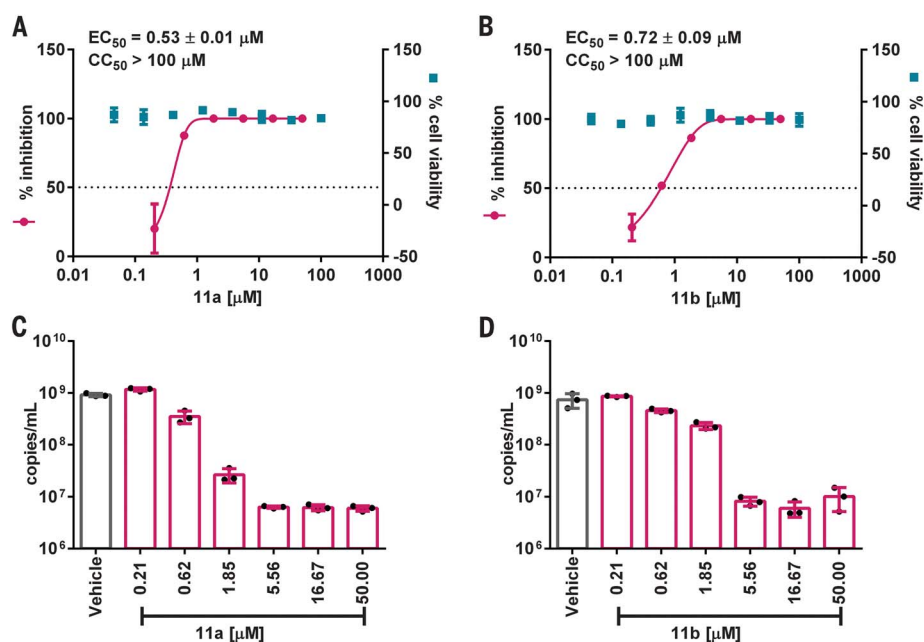 A
EC50 = 0.53 ± 0.01 μM
CC50 > 100 μM
150
100
50
0
% inhibition
150
100
50
0
-50
% cell viability
0.01 0.1 1 10 100 1000
11a [μM]
B
EC50 = 0.72 ± 0.09 μM
CC50 > 100 μM
150
100
50
0
% inhibition
150
100
50
0
-50
% cell viability
0.01 0.1 1 10 100 1000
11b [μM]
C
10^10
10^9
10^8
10^7
10^6
copies/mL
Vehicle 0.21 0.62 1.85 5.56 16.67 50.00
11a [μM]
D
10^10
10^9
10^8
10^7
10^6
copies/mL
Vehicle 0.21 0.62 1.85 5.56 16.67 50.00
11b [μM]